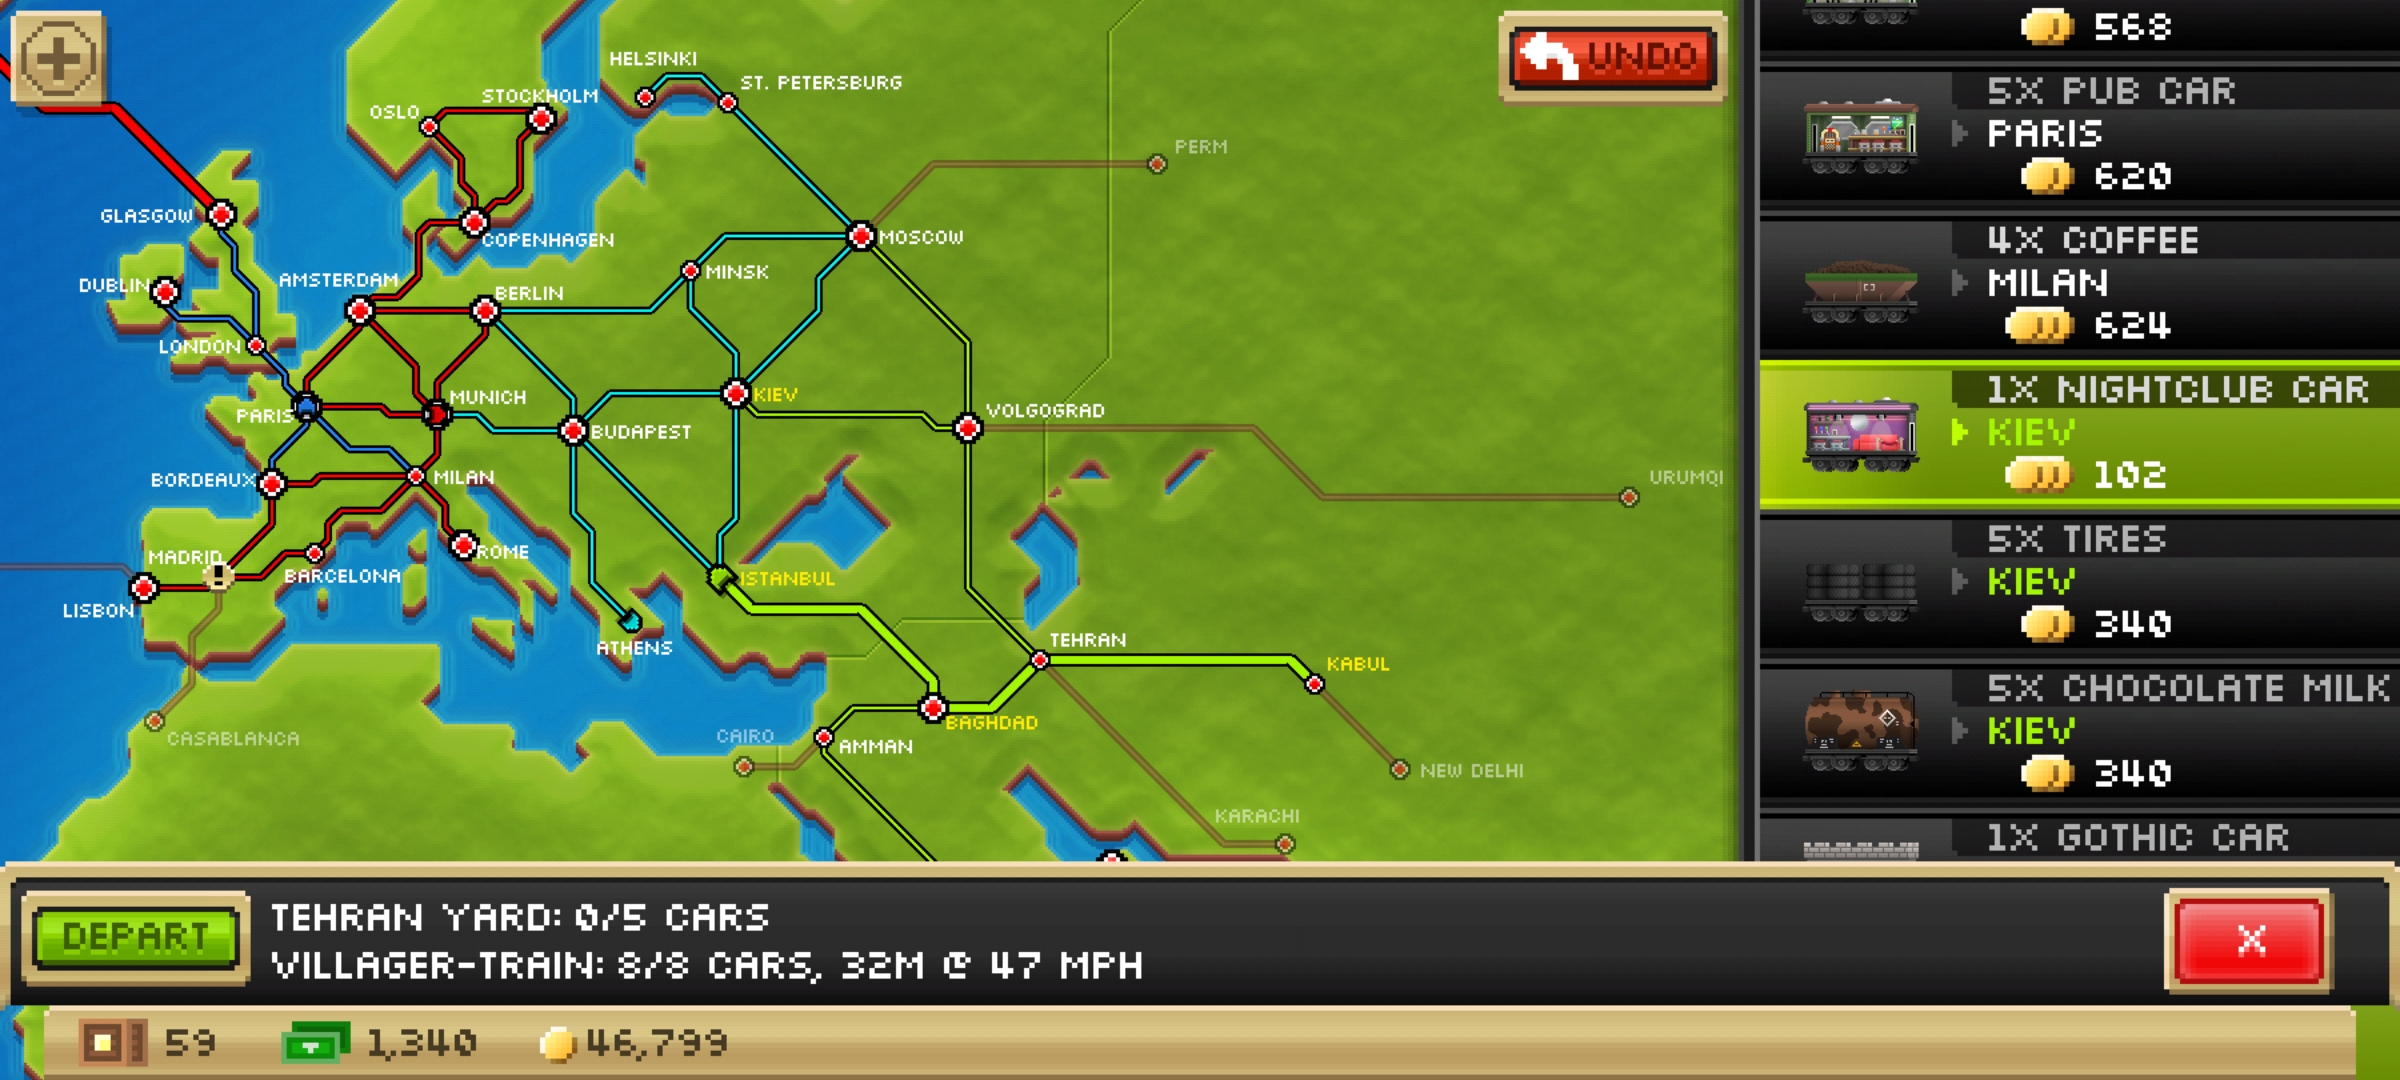 HELSINKI
ST. PETERSBURG
UNDO
OSLO
STOCKHOLM
PERM
GLASGOW
COPENHAGEN
MOSCOW
DUBLIN
AMSTERDAM
BERLIN
MINSK
LONDON
PARIS
MUNICH
KIEV
VOLGOGRAD
BUDAPEST
BORDEAUX
MILAN
URUMQI
MADRID
ROME
BARCELONA
ISTANBUL
LISBON
ATHENS
TEHRAN
KABUL
CASABLANCA
CAIRO
AMMAN
BAGHDAD
NEW DELHI
KARACHI
568
5X PUB CAR
PARIS
620
4X COFFEE
MILAN
624
1X NIGHTCLUB CAR
KIEV
102
5X TIRES
KIEV
340
5X CHOCOLATE MILK
KIEV
340
1X GOTHIC CAR
DEPART
TEHRAN YARD: 0/5 CARS
VILLAGER-TRAIN: 8/8 CARS, 32M @ 47 MPH
X
59
1,340
46,799